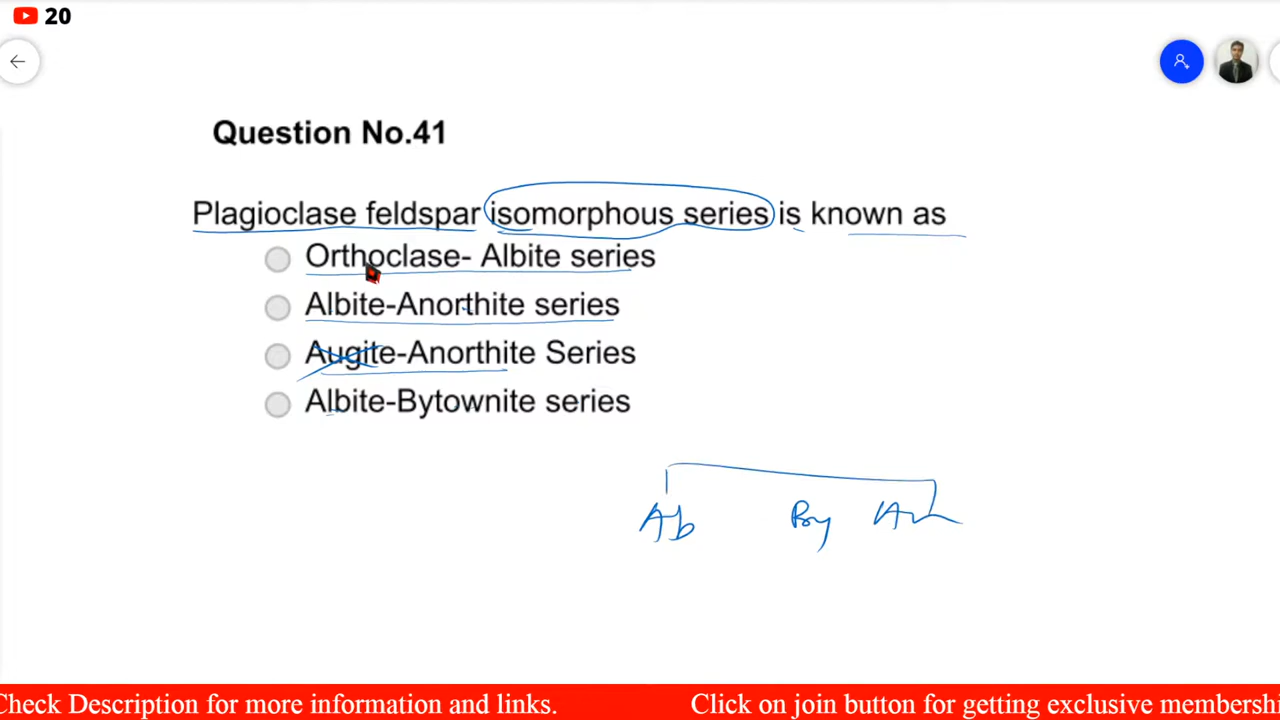 20
Question No.41
Plagioclase feldspar isomorphous series is known as
Orthoclase- Albite series
Albite-Anorthite series
Augite-Anorthite Series
Albite-Bytownite series
Ab By An
Check Description for more information and links. Click on join button for getting exclusive membershi